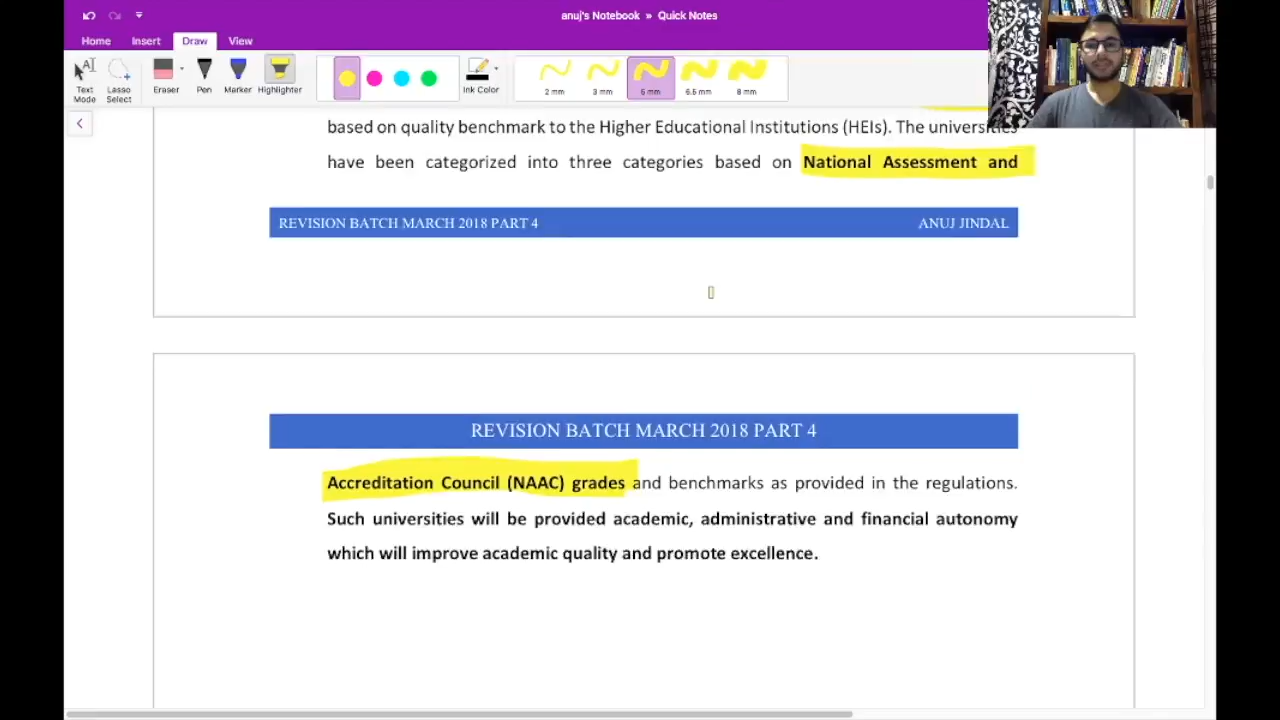 anuj's Notebook » Quick Notes
Home Insert Draw View
Text Mode
Lasso Select
Eraser
Pen
Marker
Highlighter
Ink Color
2 mm
3 mm
5 mm
6.5 mm
8 mm
based on quality benchmark to the Higher Educational Institutions (HEIs). The universities
have been categorized into three categories based on National Assessment and
REVISION BATCH MARCH 2018 PART 4 ANUJ JINDAL
REVISION BATCH MARCH 2018 PART 4
Accreditation Council (NAAC) grades and benchmarks as provided in the regulations.
Such universities will be provided academic, administrative and financial autonomy
which will improve academic quality and promote excellence.